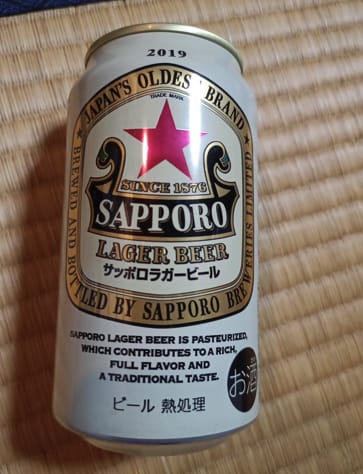 2019
JAPAN'S OLDEST BRAND
TRADE MARK
SINCE 1876
SAPPORO
LAGER BEER
サッポロラガービール
BREWED AND BOTTLED BY SAPPORO BREWERIES LIMITED
SAPPORO LAGER BEER IS PASTEURIZED,
WHICH CONTRIBUTES TO A RICH,
FULL FLAVOR AND
A TRADITIONAL TASTE.
お酒
ビール 熱処理